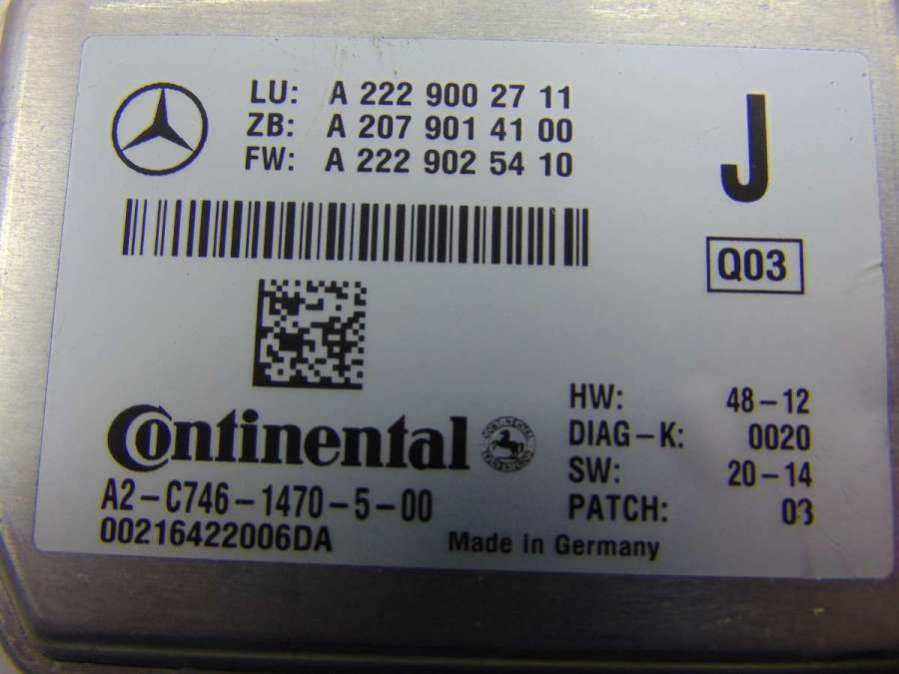 LU: A 222 900 27 11
ZB: A 207 901 41 00
FW: A 222 902 54 10
J
Q03
Continental
A2-C746-1470-5-00
00216422006DA
HW: 48-12
DIAG-K: 0020
SW: 20-14
PATCH: 03
Made in Germany